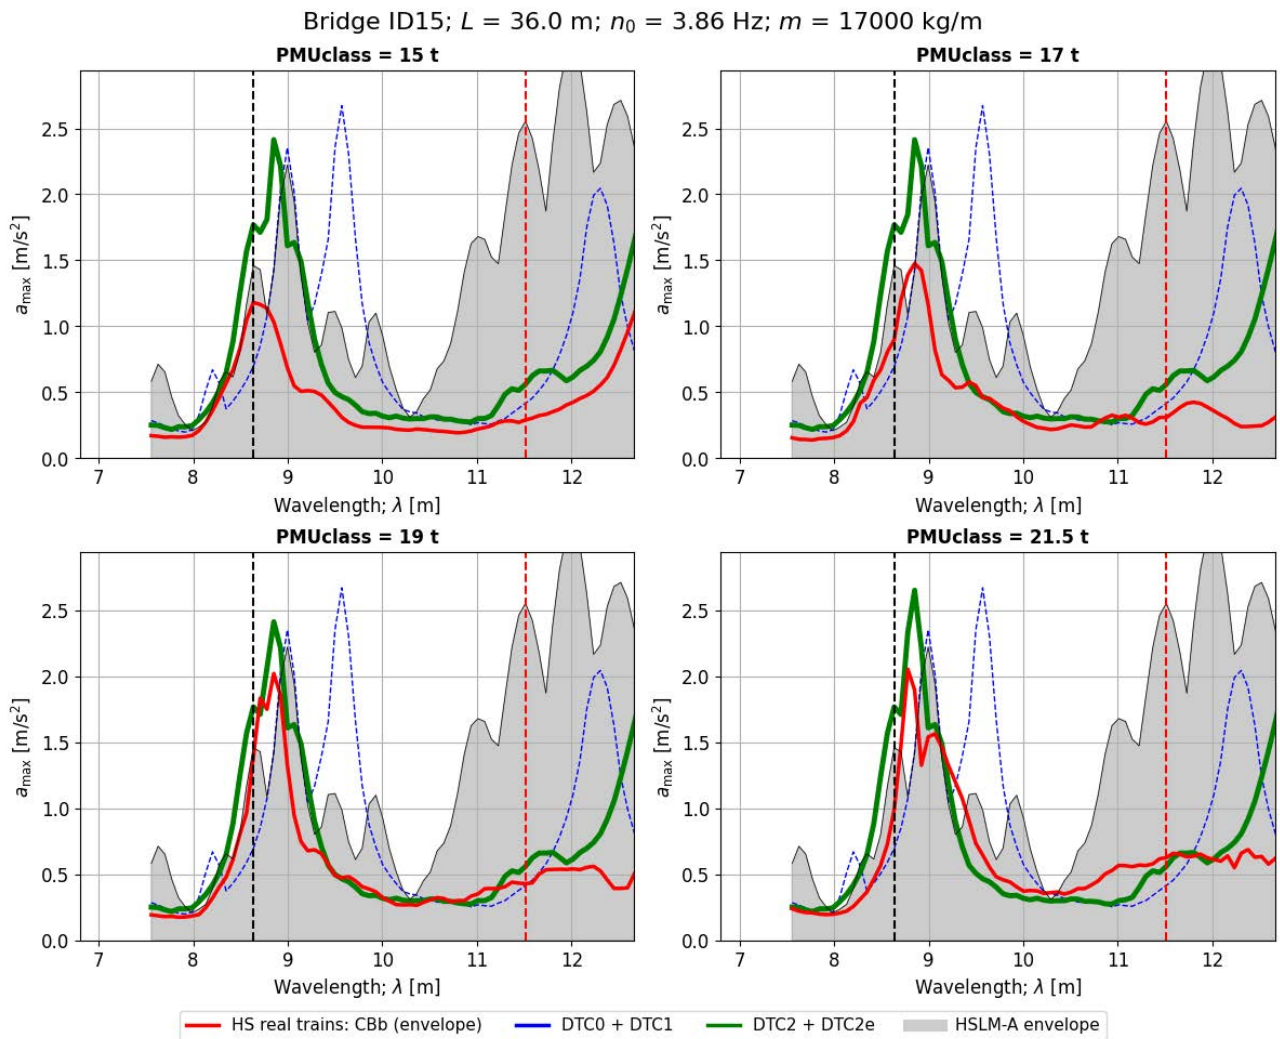 Bridge ID15; L = 36.0 m; n₀ = 3.86 Hz; m = 17000 kg/m
PMUclass = 15 t
a_max [m/s²]
2.5
2.0
1.5
1.0
0.5
0.0
7 8 9 10 11 12
Wavelength; λ [m]
PMUclass = 17 t
a_max [m/s²]
2.5
2.0
1.5
1.0
0.5
0.0
7 8 9 10 11 12
Wavelength; λ [m]
PMUclass = 19 t
a_max [m/s²]
2.5
2.0
1.5
1.0
0.5
0.0
7 8 9 10 11 12
Wavelength; λ [m]
PMUclass = 21.5 t
a_max [m/s²]
2.5
2.0
1.5
1.0
0.5
0.0
7 8 9 10 11 12
Wavelength; λ [m]
HS real trains: CBb (envelope) DTC0 + DTC1 DTC2 + DTC2e HSLM-A envelope